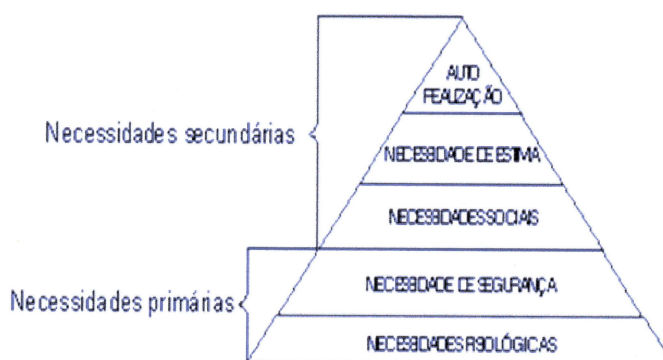 AUTO
REALIZAÇÃO
Necessidades secundárias
NECESSIDADE DE ESTIMA
NECESSIDADES SOCIAIS
NECESSIDADE DE SEGURANÇA
Necessidades primárias
NECESSIDADES FISIOLÓGICAS